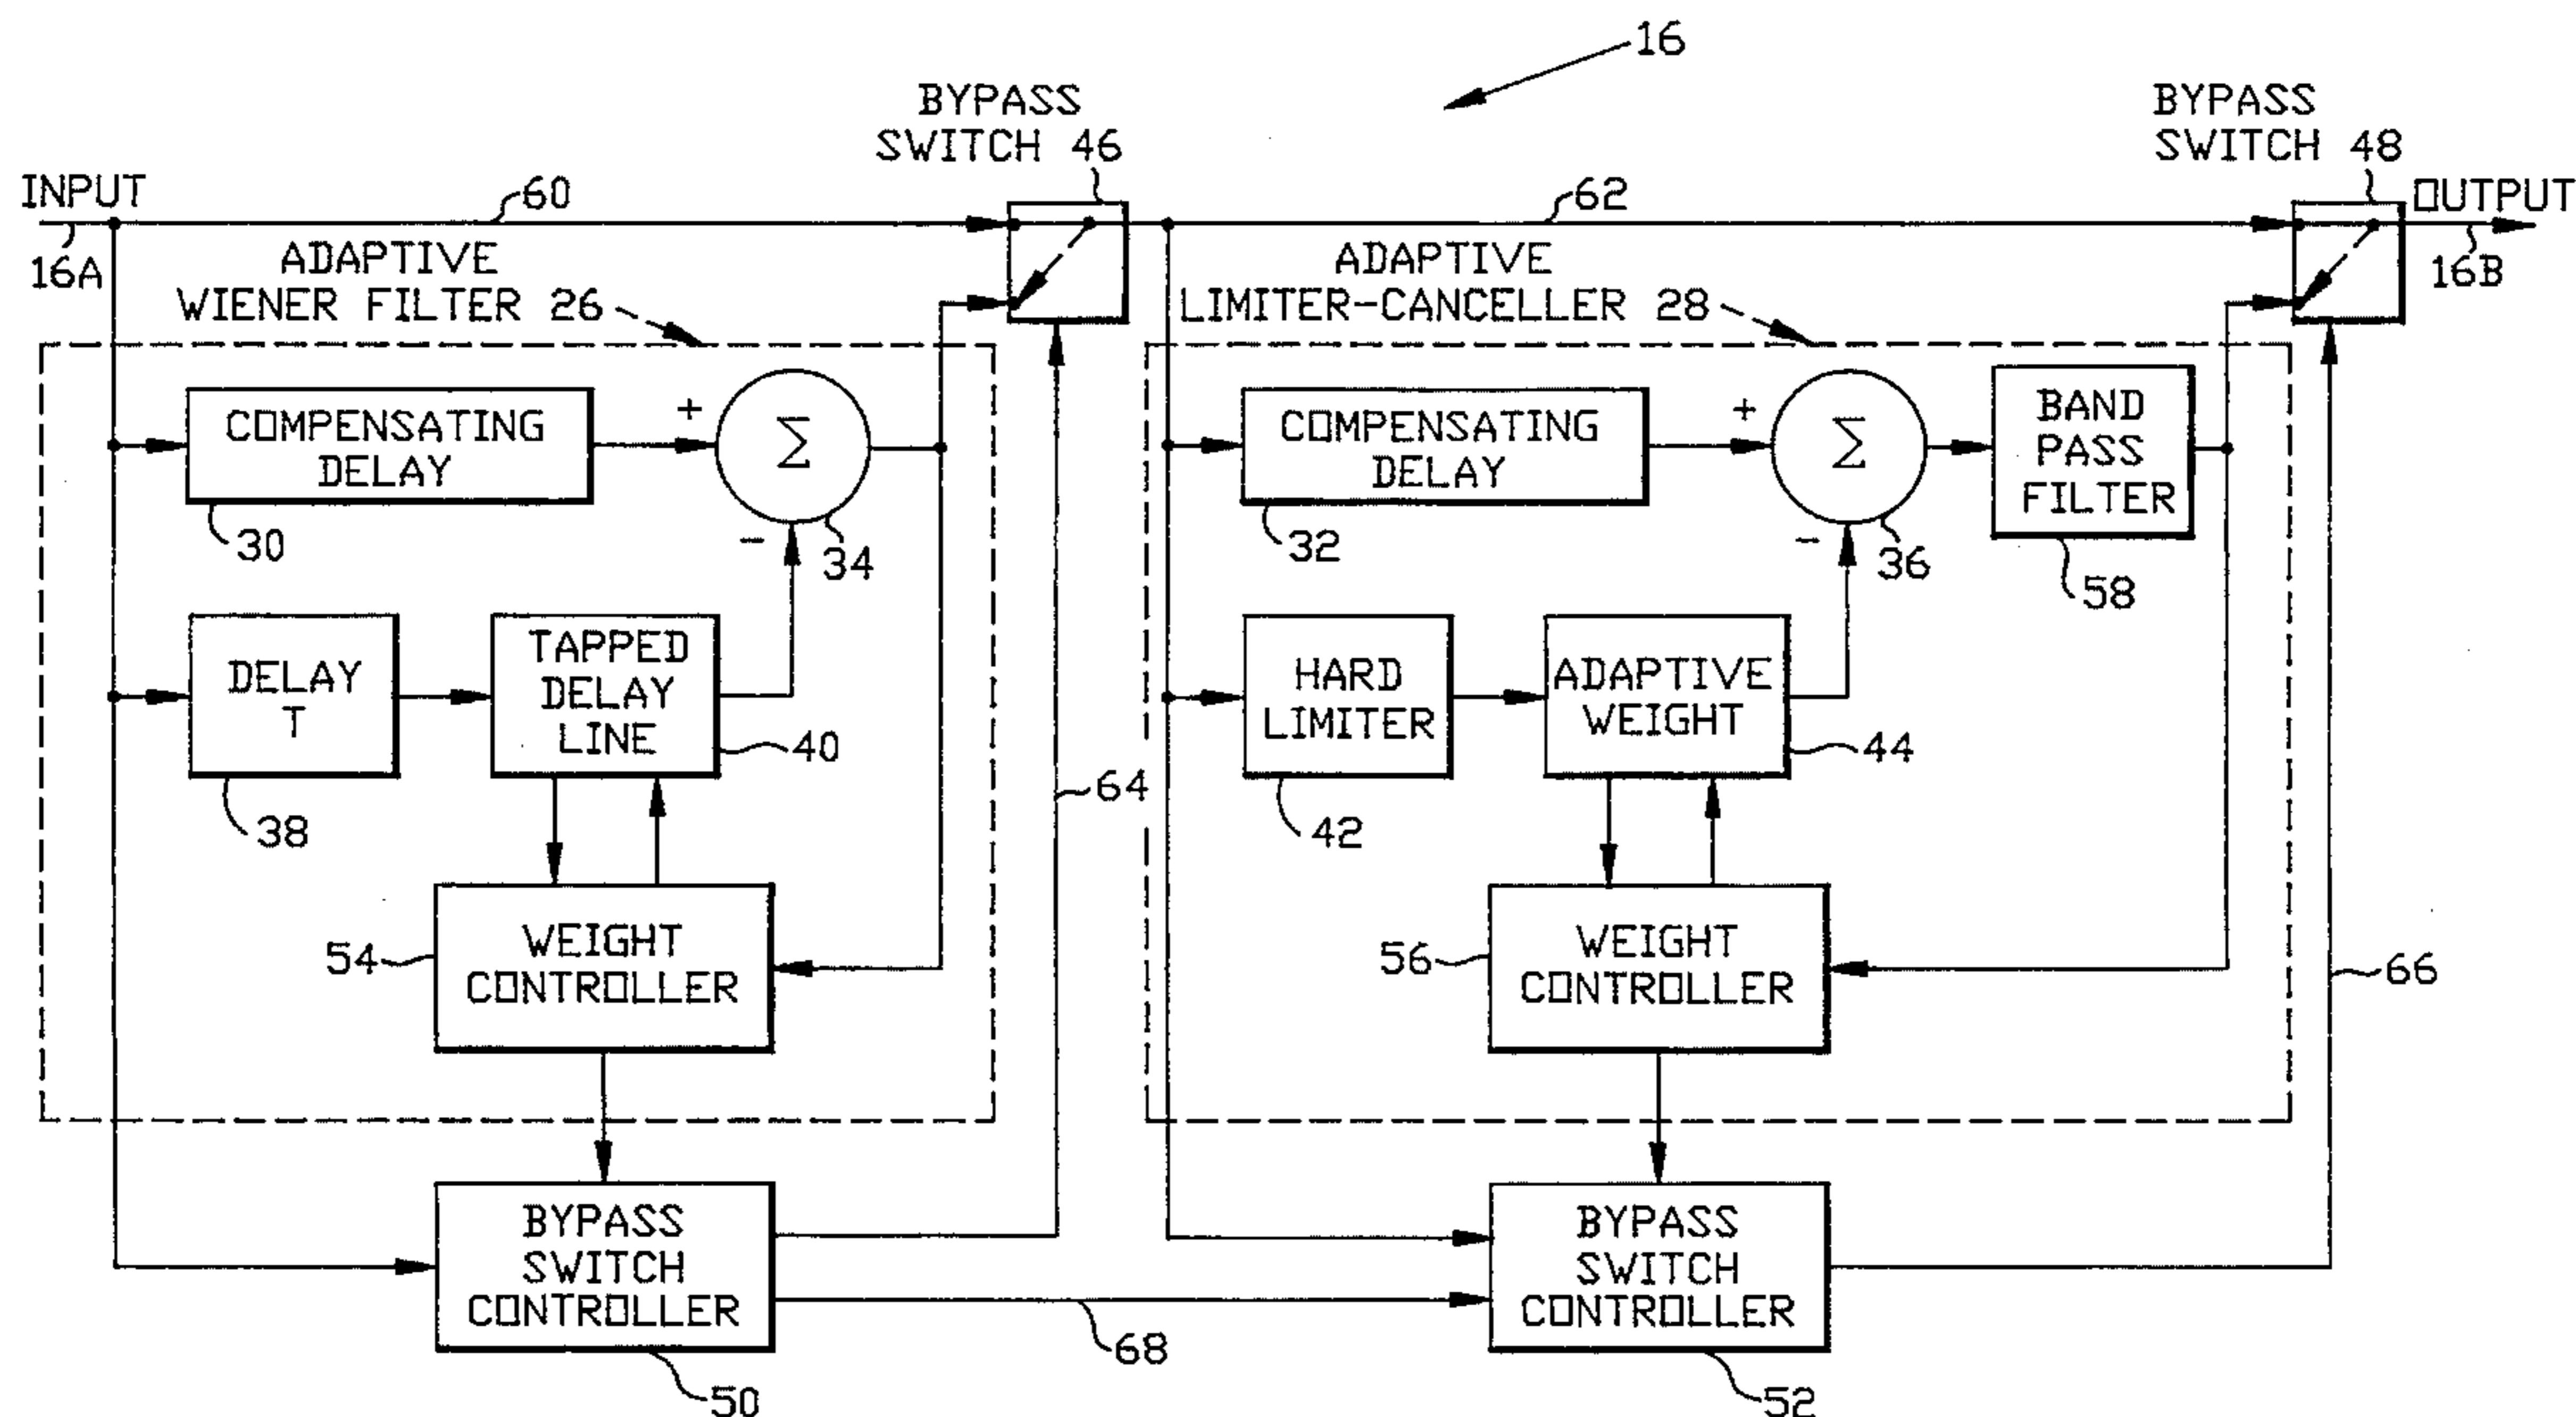 16
BYPASS
SWITCH 46
BYPASS
SWITCH 48
INPUT
60
62
OUTPUT
16A
16B
ADAPTIVE
WIENER FILTER 26
ADAPTIVE
LIMITER-CANCELLER 28
COMPENSATING
DELAY
30
+
-
Σ
34
COMPENSATING
DELAY
32
+
-
Σ
36
BAND
PASS
FILTER
58
DELAY
T
38
TAPPED
DELAY
LINE
40
64
HARD
LIMITER
42
ADAPTIVE
WEIGHT
44
54
WEIGHT
CONTROLLER
56
WEIGHT
CONTROLLER
66
BYPASS
SWITCH
CONTROLLER
50
68
BYPASS
SWITCH
CONTROLLER
52